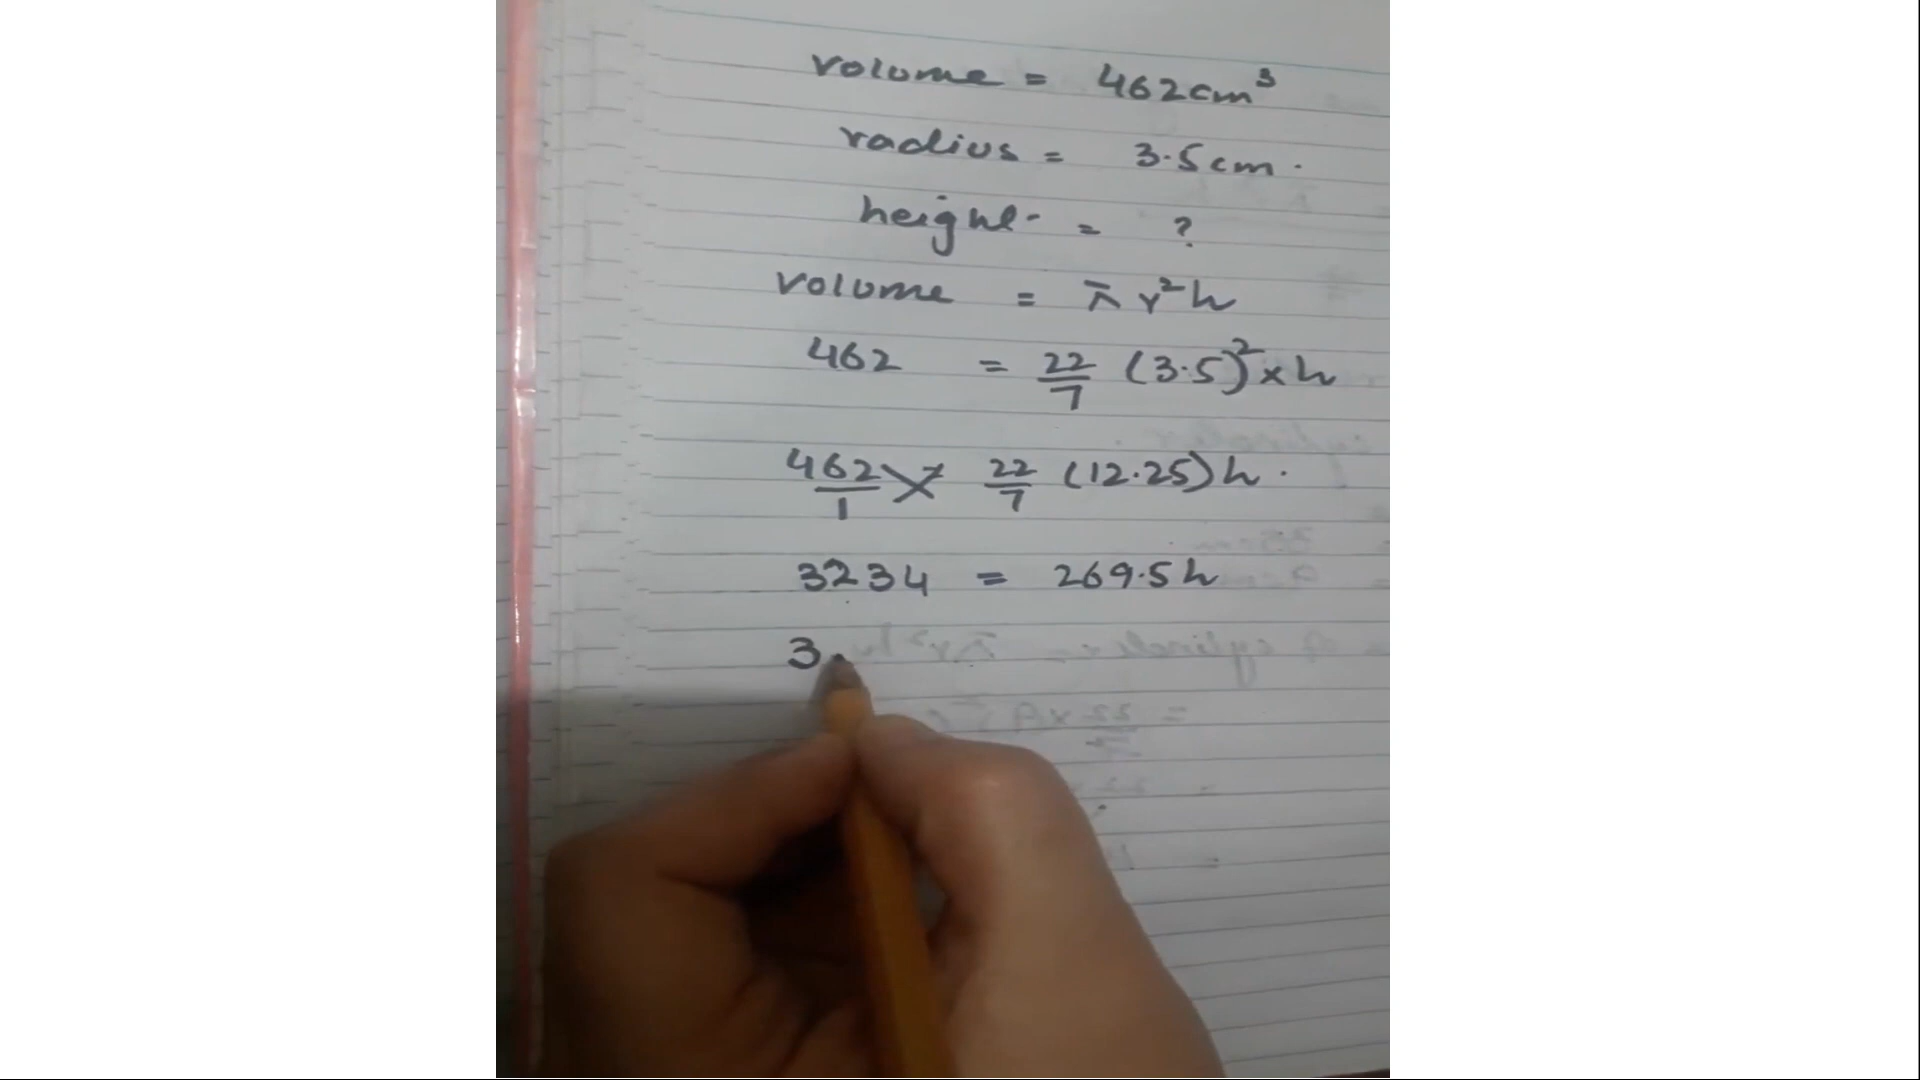 volume = 462cm³
radius = 3.5cm.
height = ?
volume = π r²h
462 = 22/7 (3.5)² x h
462/1 = 22/7 (12.25) h.
3234 = 269.5h
3